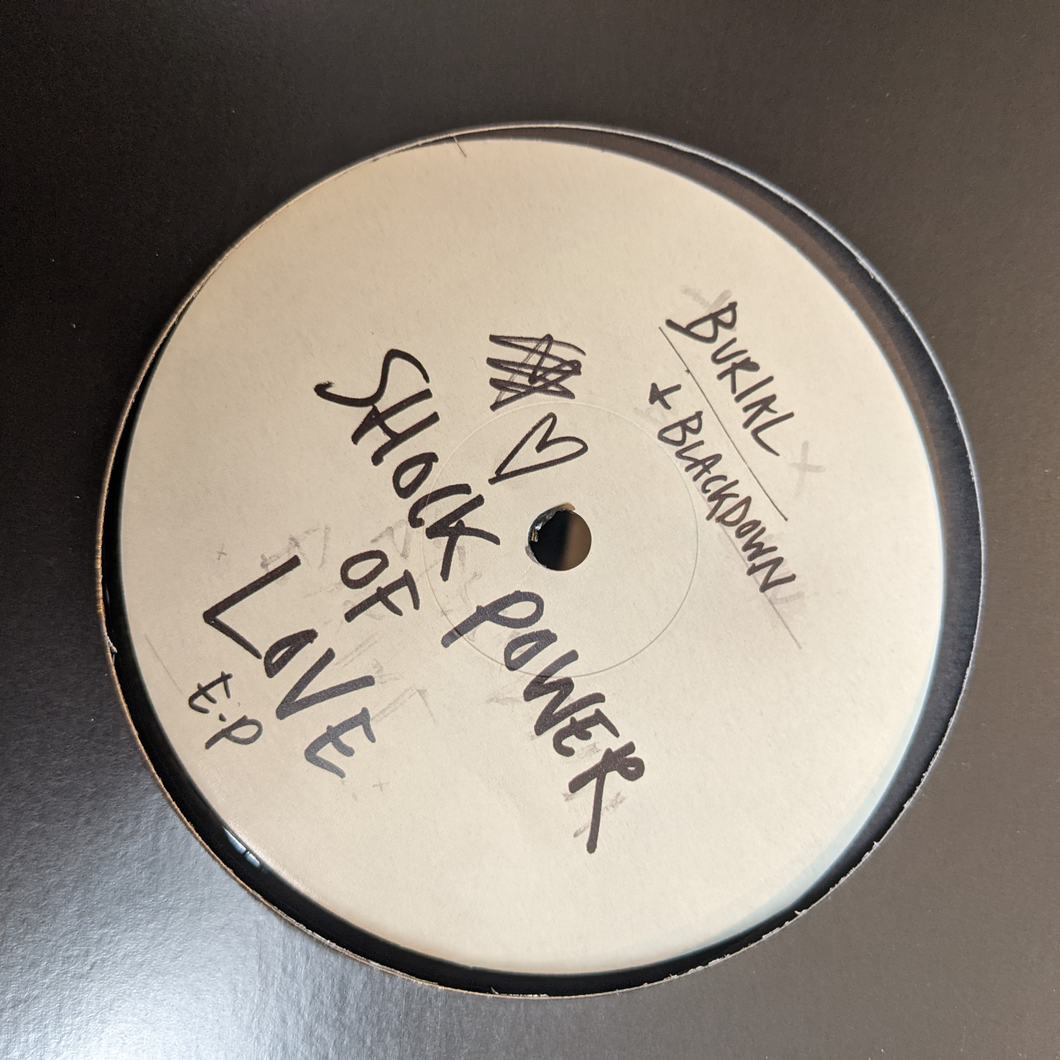 BURIAL
+ BLACKDOWN
SHOCK POWER
OF
LOVE
E.P